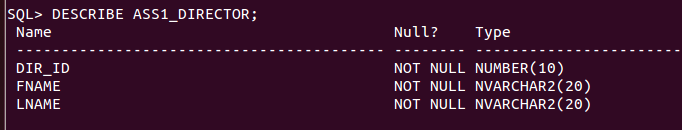 SQL> DESCRIBE ASS1_DIRECTOR;
Name Null? Type
----------------------------------------- -------- ----------------------------
DIR_ID NOT NULL NUMBER(10)
FNAME NOT NULL NVARCHAR2(20)
LNAME NOT NULL NVARCHAR2(20)